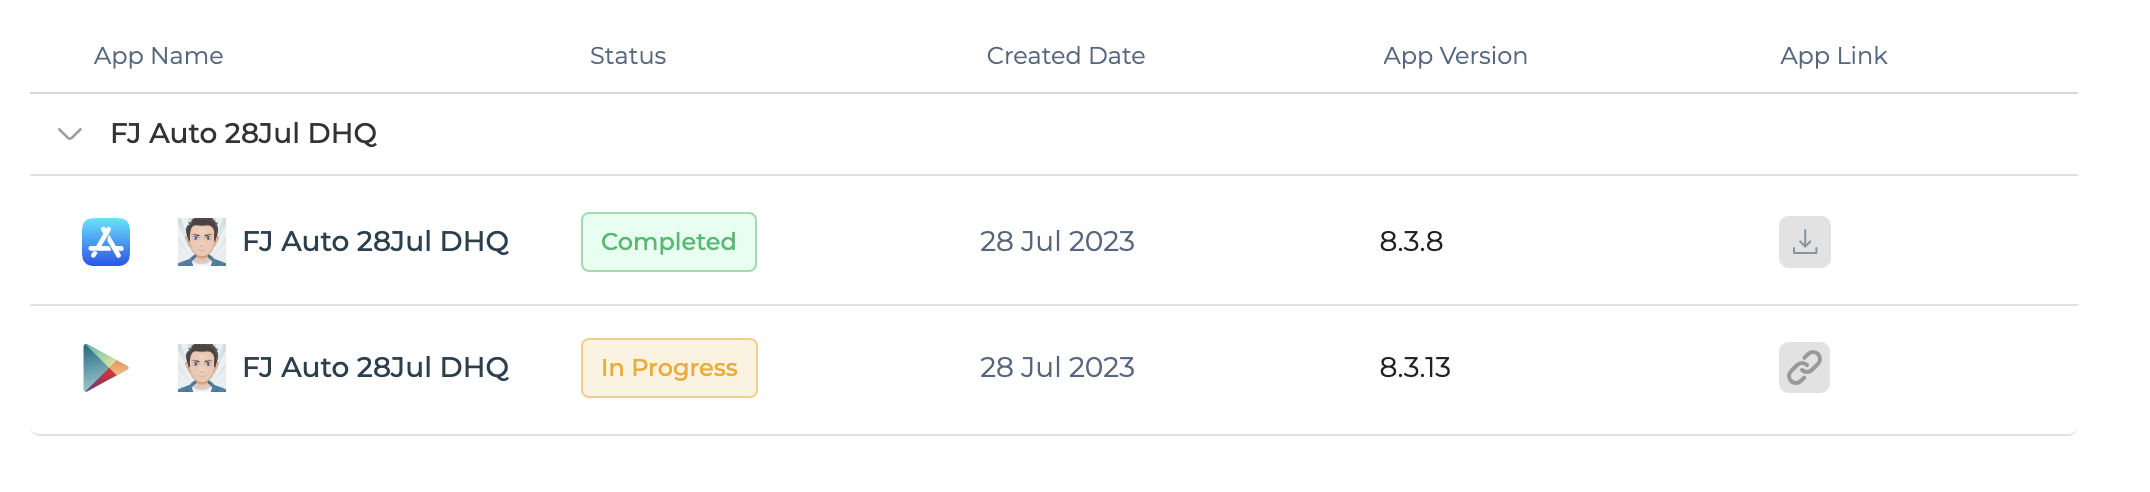 App Name Status Created Date App Version App Link
FJ Auto 28Jul DHQ
FJ Auto 28Jul DHQ Completed 28 Jul 2023 8.3.8
FJ Auto 28Jul DHQ In Progress 28 Jul 2023 8.3.13